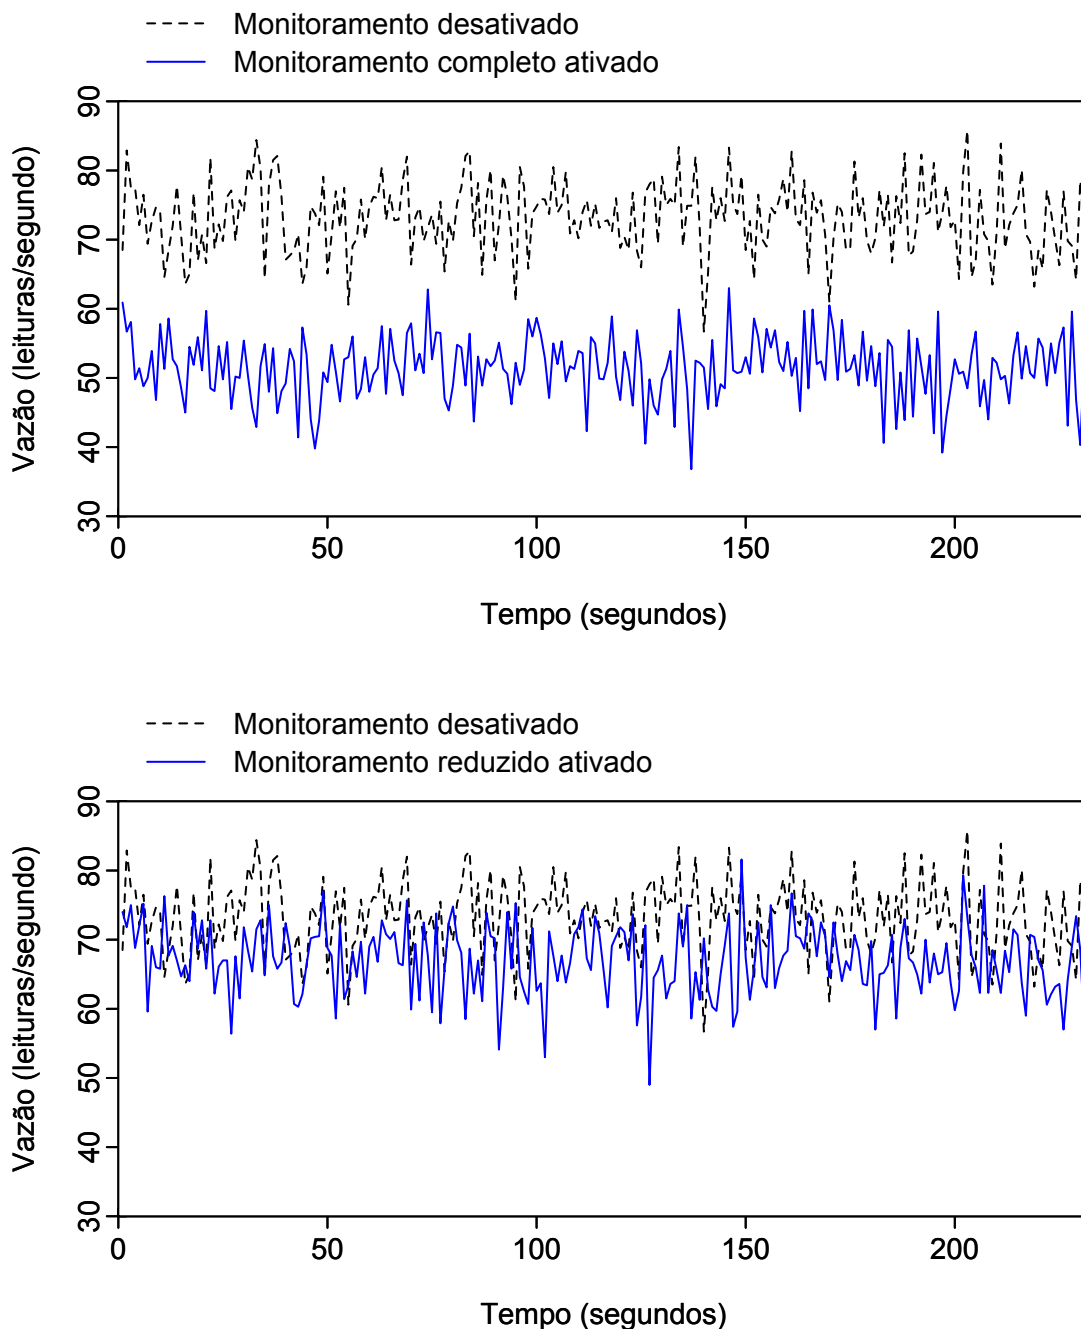 Monitoramento desativado
Monitoramento completo ativado
Vazão (leituras/segundo)
90
80
70
60
50
40
30
0 50 100 150 200
Tempo (segundos)
Monitoramento desativado
Monitoramento reduzido ativado
Vazão (leituras/segundo)
90
80
70
60
50
40
30
0 50 100 150 200
Tempo (segundos)